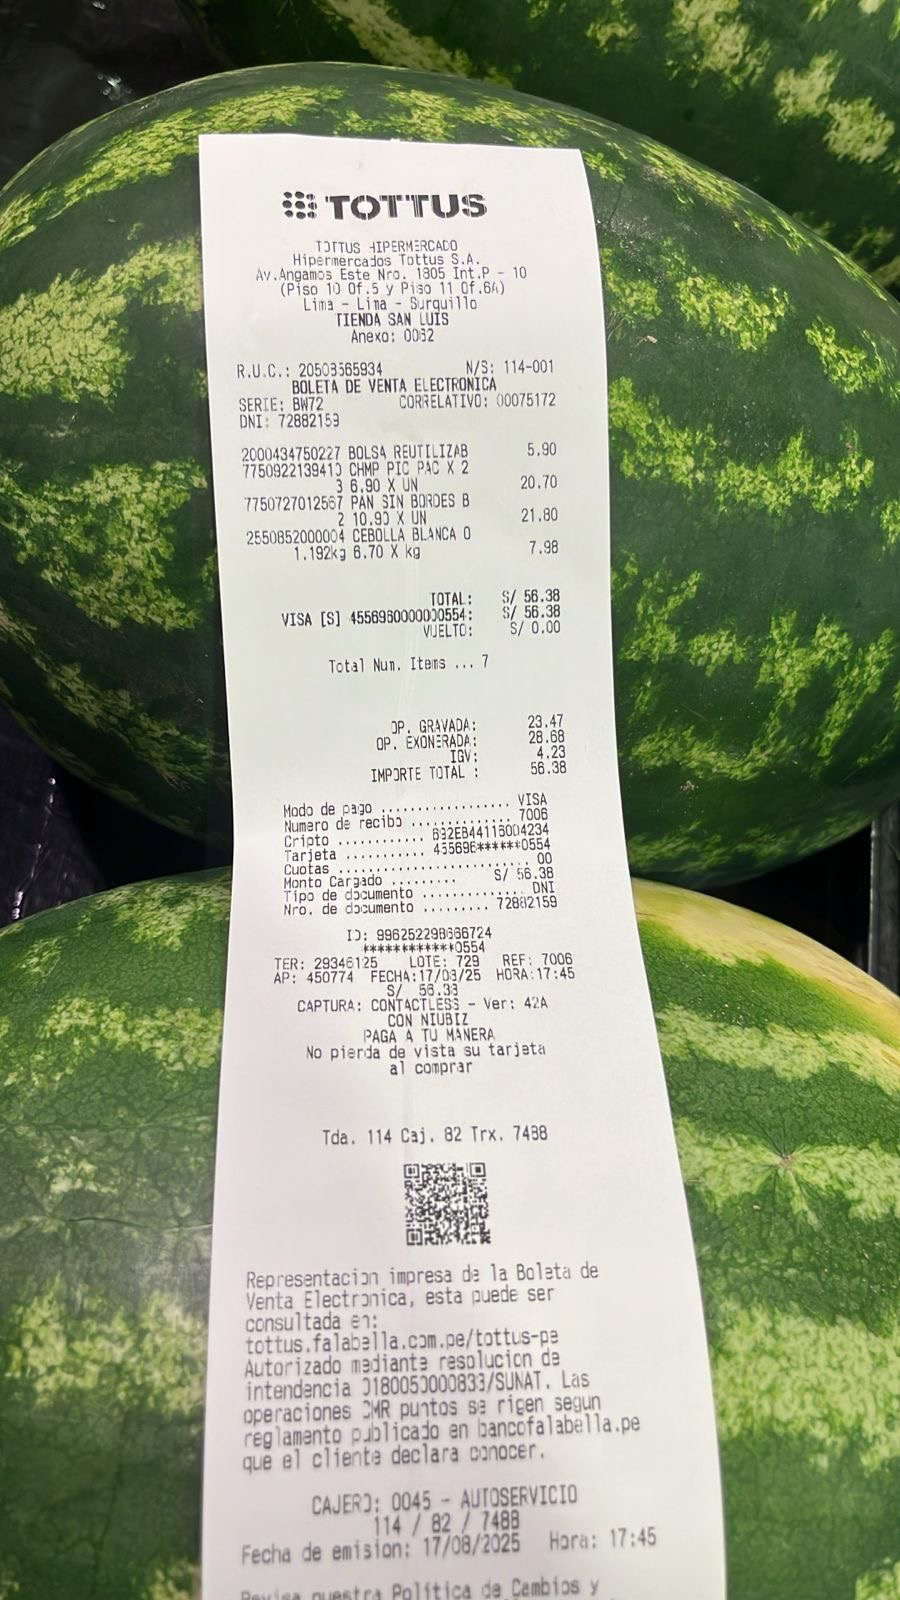 TOTTUS
TOTTUS HIPERMERCADO
Hipermercados Tottus S.A.
Av.Angamos Este Nro. 1805 Int.P - 10
(Piso 10 Of.5 y Piso 11 Of.6A)
Lima - Lima - Surquillo
TIENDA SAN LUIS
Anexo: 0082
R.U.C.: 20508565934 N/S: 114-001
BOLETA DE VENTA ELECTRONICA
SERIE: BW72 CORRELATIVO: 00075172
DNI: 72882159
2000434750227 BOLSA REUTILIZAB 5.90
7750822139410 CHMP PIC PAC X 2
3 6.90 X UN 20.70
7750727012567 PAN SIN BORDES B
2 10.90 X UN 21.80
2550852000004 CEBOLLA BLANCA O
1.192kg 6.70 X kg 7.98
TOTAL: S/ 56.38
VISA [S] 4556960000000554: S/ 56.38
VUELTO: S/ 0.00
Total Num. Items ... 7
OP. GRAVADA: 23.47
OP. EXONERADA: 28.68
IGV: 4.23
IMPORTE TOTAL : 56.38
Modo de pago .................. VISA
Numero de recibo .............. 7006
Cripto ...........
Tarjeta .......... 455696******0554
Cuotas ........................ 00
Monto Cargado ......... S/ 56.38
Tipo de documento ............. DNI
Nro. de documento ......... 72882159
ID: 996252298666724
************0554
TER: 29346125 LOTE: 729 REF: 7006
AP: 450774 FECHA:17/08/25 HORA:17:45
S/ 56.38
CAPTURA: CONTACTLESS - Ver: 42A
CON NIUBIZ
PAGA A TU MANERA
No pierda de vista su tarjeta
al comprar
Tda. 114 Caj. 82 Trx. 7488
Representacion impresa de la Boleta de
Venta Electronica, esta puede ser
consultada en:
tottus.falabella.com.pe/tottus-pe
Autorizado mediante resolucion de
intendencia 0180050000833/SUNAT. Las
operaciones CMR puntos se rigen segun
reglamento publicado en bancofalabella.pe
que el cliente declara conocer.
CAJERO: 0045 - AUTOSERVICIO
114 / 82 / 7488
Fecha de emision: 17/08/2025 Hora: 17:45
Revisa nuestra Politica de Cambios y